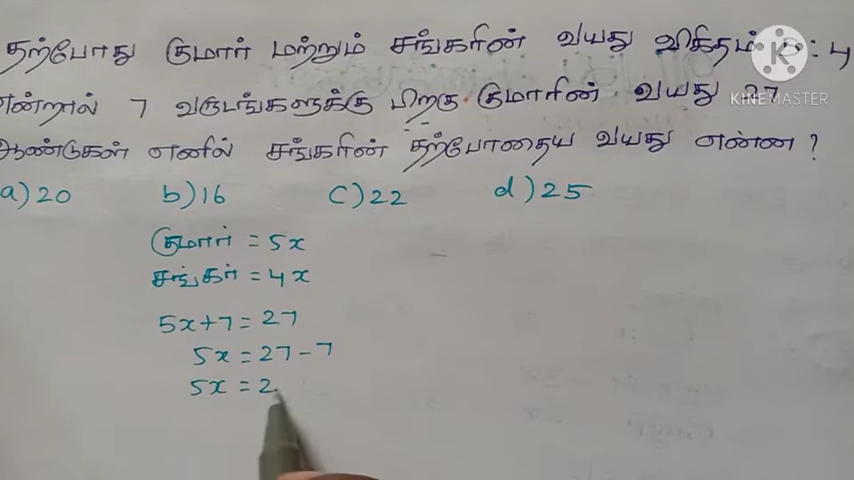 தற்போது குமார் மற்றும் சங்கரின் வயது விகிதம் : 4
என்றால் 7 வருடங்களுக்கு பிறகு குமாரின் வயது 27
ஆண்டுகள் எனில் சங்கரின் தற்போதைய வயது என்ன ?
a) 20 b) 16 c) 22 d) 25
குமார் = 5x
சங்கர் = 4x
5x+7 = 27
5x = 27 - 7
5x = 2
KINEMASTER